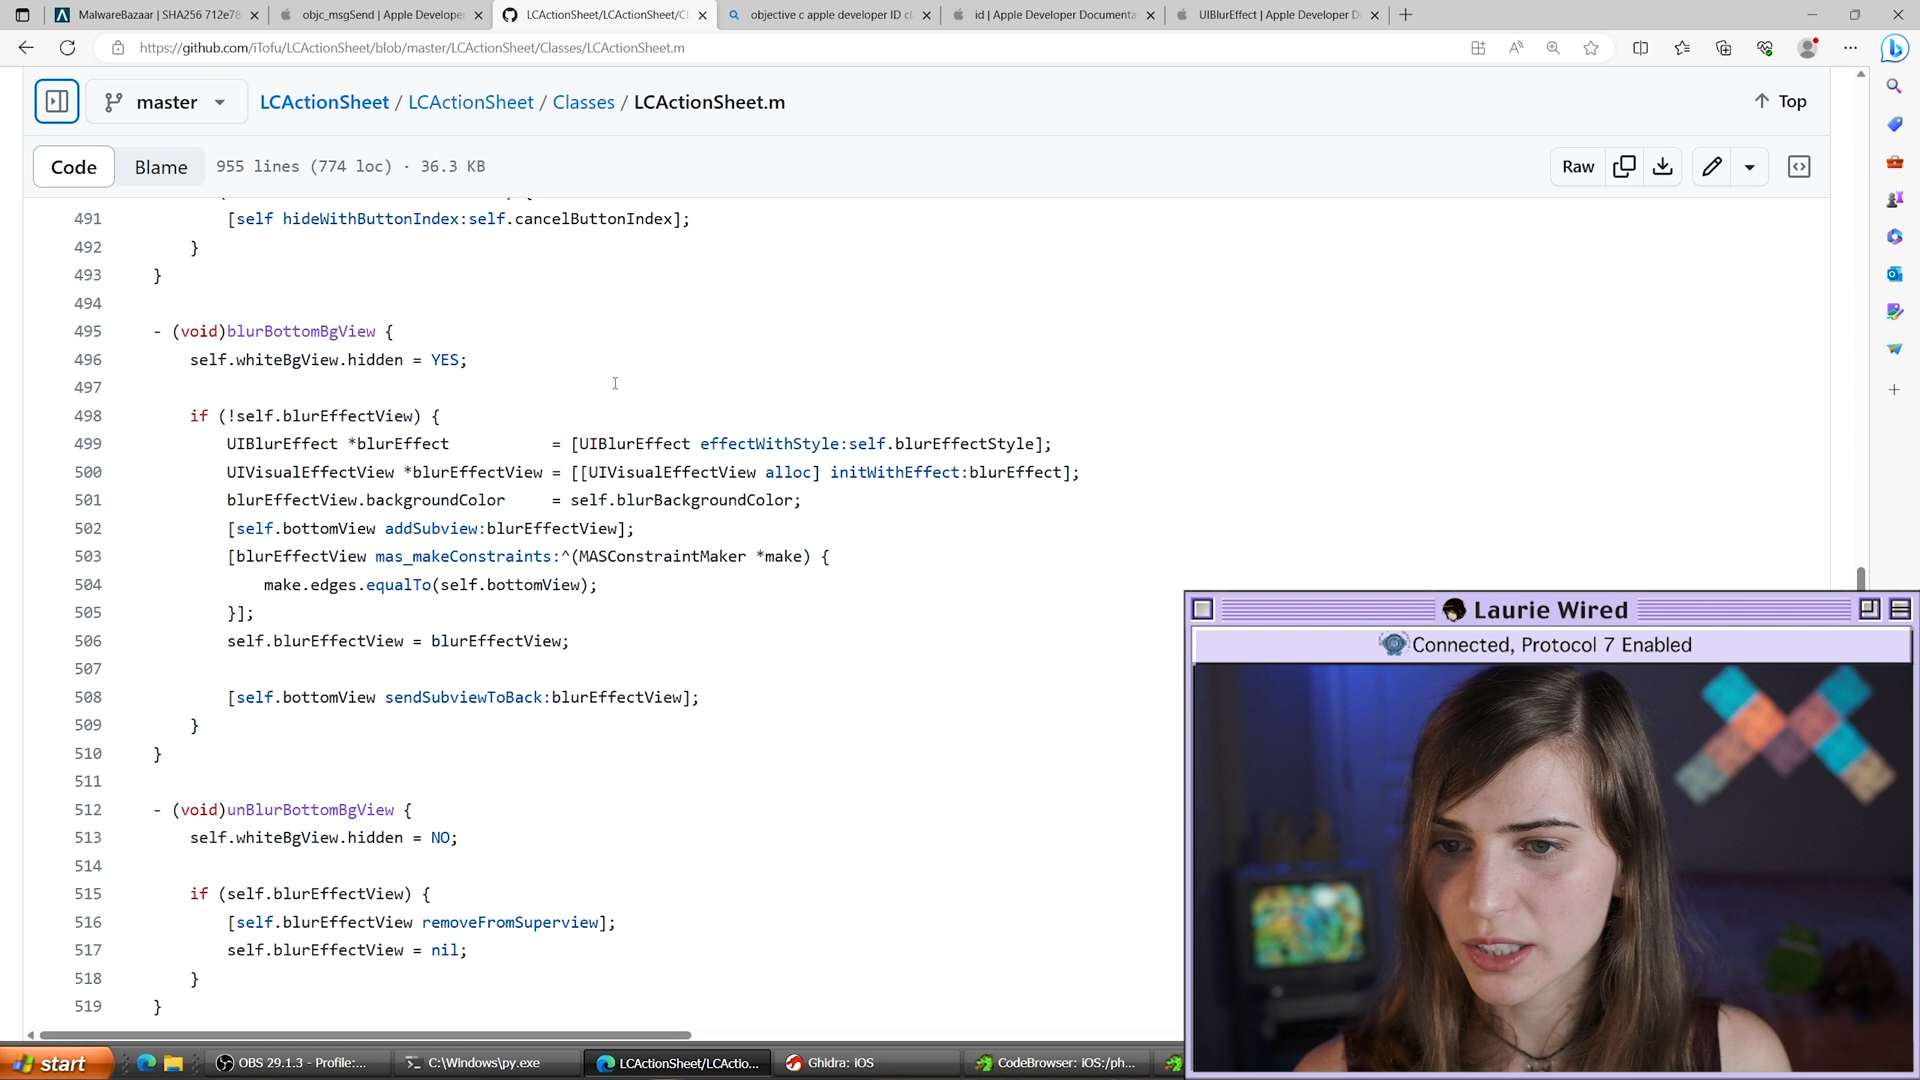 MalwareBazaar | SHA256 712e78
objc_msgSend | Apple Developer
LCActionSheet/LCActionSheet/Cl
objective c apple developer ID cl
id | Apple Developer Documenta
UIBlurEffect | Apple Developer D
https://github.com/iTofu/LCActionSheet/blob/master/LCActionSheet/Classes/LCActionSheet.m
master
LCActionSheet / LCActionSheet / Classes / LCActionSheet.m
Top
Code
Blame
955 lines (774 loc) · 36.3 KB
Raw
491 [self hideWithButtonIndex:self.cancelButtonIndex];
492 }
493 }
494
495 - (void)blurBottomBgView {
496 self.whiteBgView.hidden = YES;
497
498 if (!self.blurEffectView) {
499 UIBlurEffect *blurEffect = [UIBlurEffect effectWithStyle:self.blurEffectStyle];
500 UIVisualEffectView *blurEffectView = [[UIVisualEffectView alloc] initWithEffect:blurEffect];
501 blurEffectView.backgroundColor = self.blurBackgroundColor;
502 [self.bottomView addSubview:blurEffectView];
503 [blurEffectView mas_makeConstraints:^(MASConstraintMaker *make) {
504 make.edges.equalTo(self.bottomView);
505 }];
506 self.blurEffectView = blurEffectView;
507
508 [self.bottomView sendSubviewToBack:blurEffectView];
509 }
510 }
511
512 - (void)unBlurBottomBgView {
513 self.whiteBgView.hidden = NO;
514
515 if (self.blurEffectView) {
516 [self.blurEffectView removeFromSuperview];
517 self.blurEffectView = nil;
518 }
519 }
Laurie Wired
Connected, Protocol 7 Enabled
start
OBS 29.1.3 - Profile:...
C:\Windows\py.exe
LCActionSheet/LCActio...
Ghidra: iOS
CodeBrowser: iOS:/ph...